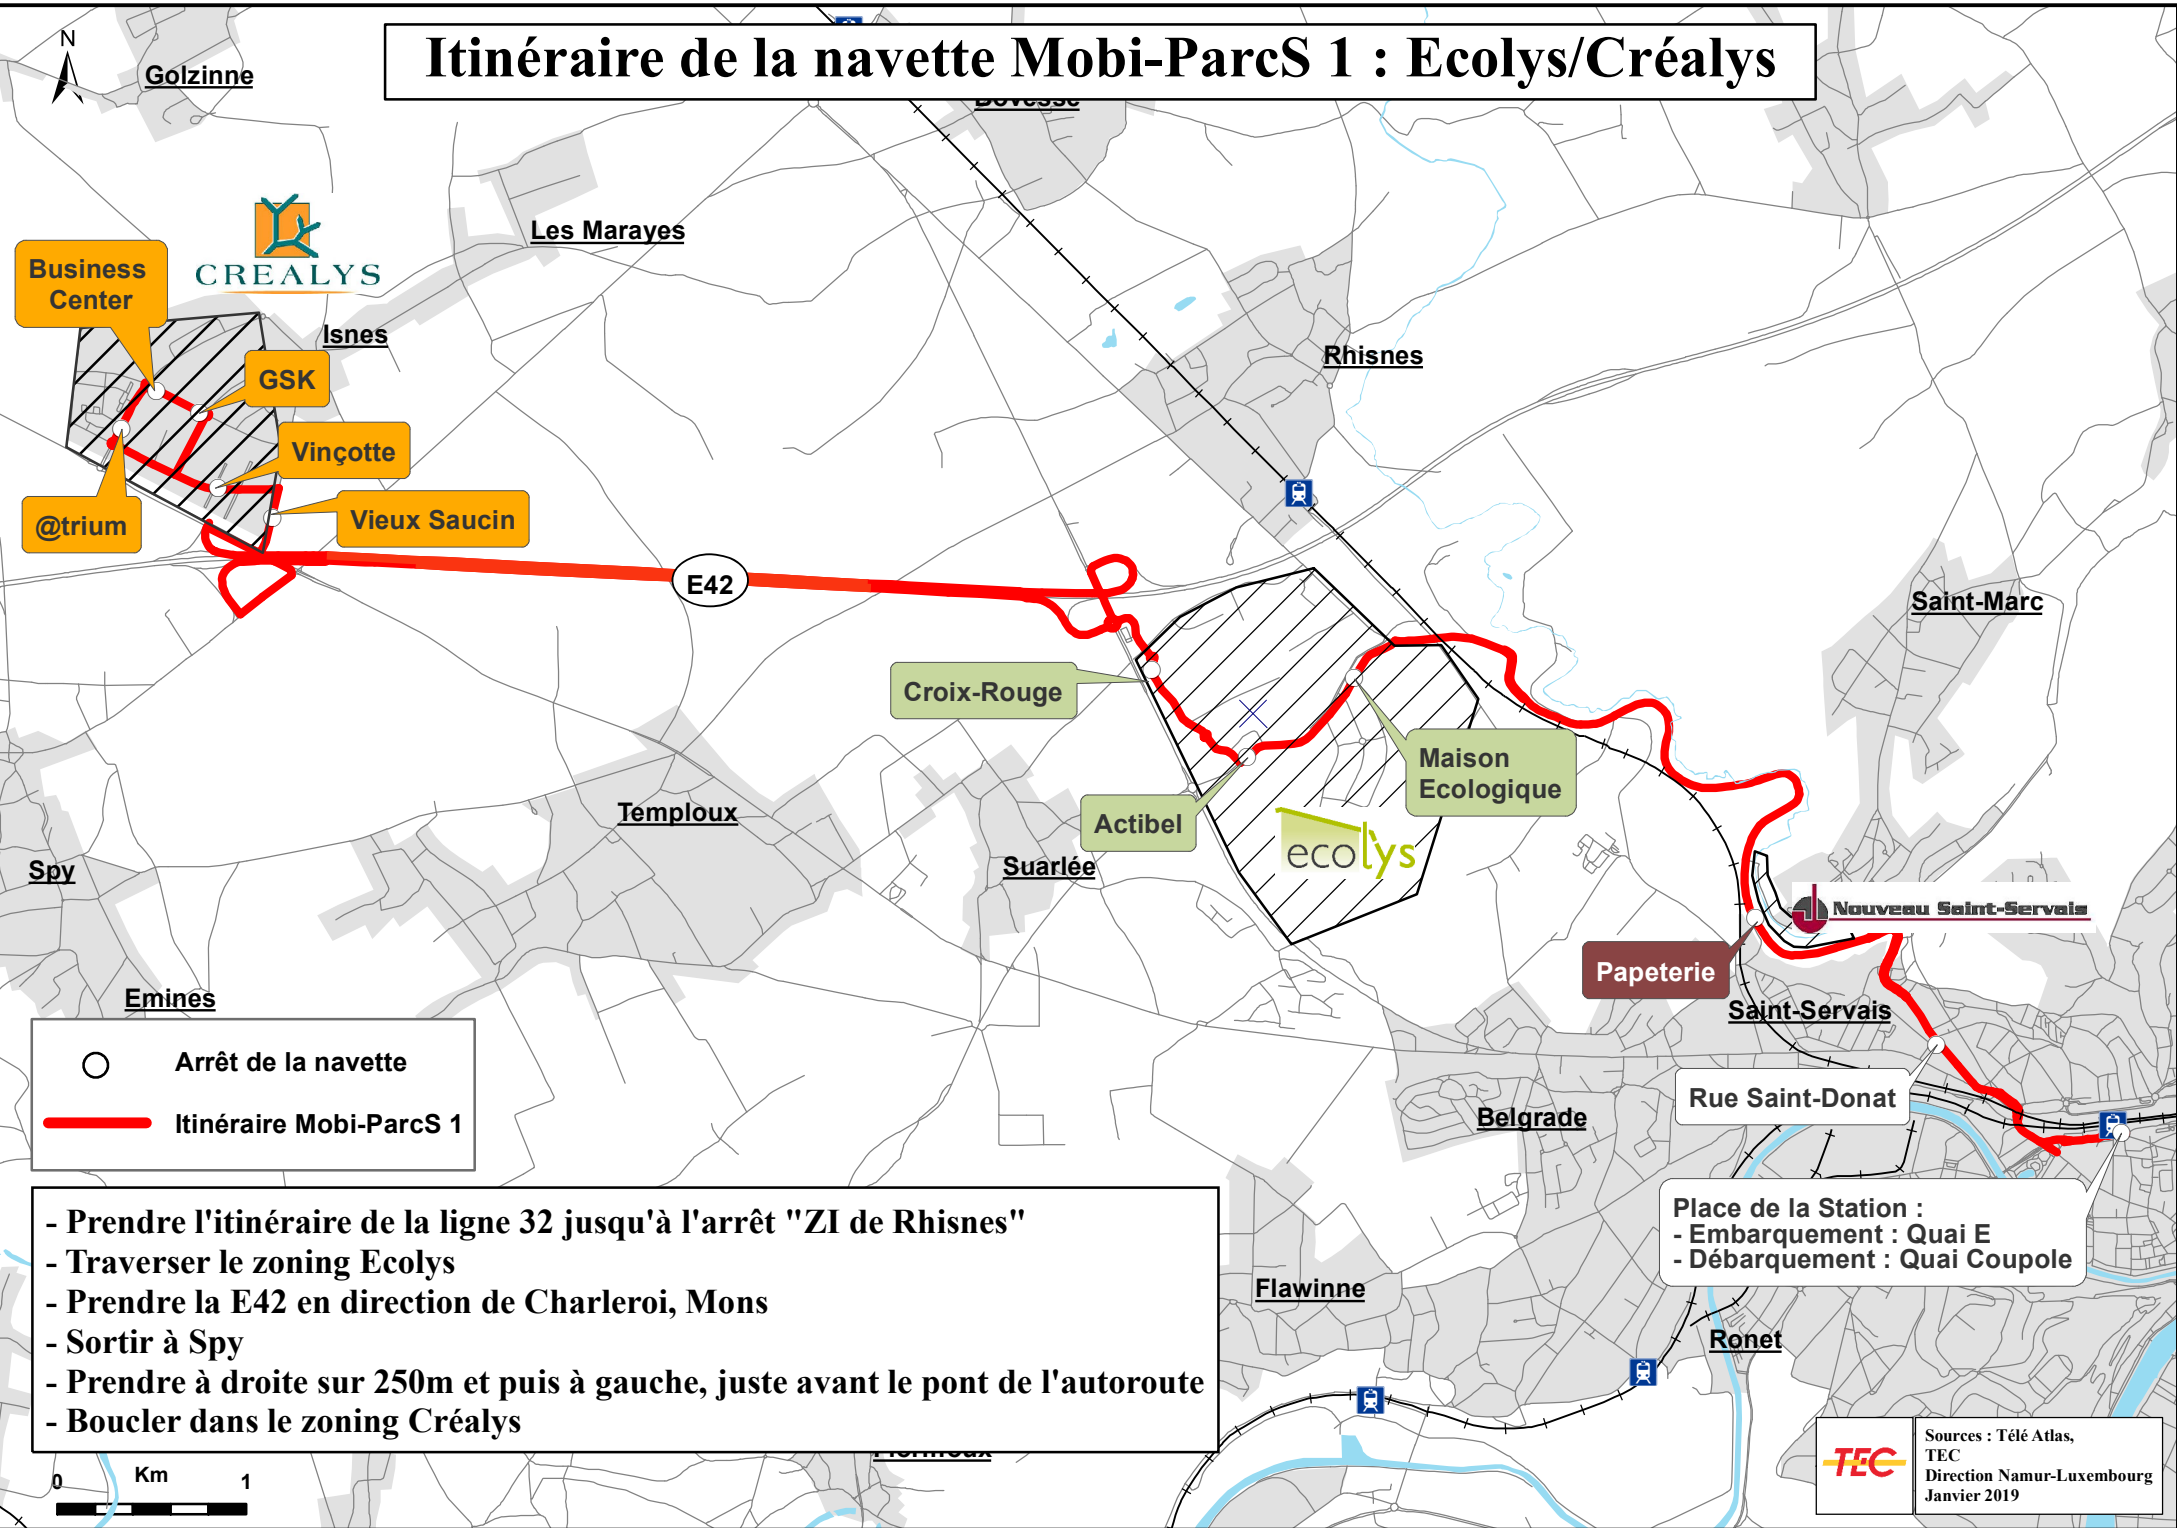 Itinéraire de la navette Mobi-ParcS 1 : Ecolys/Créalys
N
Golzinne
Bovesse
Les Marayes
CREALYS
Business
Center
Isnes
GSK
Rhisnes
Vinçotte
@trium
Vieux Saucin
E42
Saint-Marc
Croix-Rouge
Maison
Ecologique
Temploux
Actibel
ecolys
Suarlée
Spy
Nouveau Saint-Servais
Papeterie
Emines
Saint-Servais
Arrêt de la navette
Itinéraire Mobi-ParcS 1
Rue Saint-Donat
Belgrade
Place de la Station :
- Embarquement : Quai E
- Débarquement : Quai Coupole
- Prendre l'itinéraire de la ligne 32 jusqu'à l'arrêt "ZI de Rhisnes"
- Traverser le zoning Ecolys
- Prendre la E42 en direction de Charleroi, Mons
- Sortir à Spy
- Prendre à droite sur 250m et puis à gauche, juste avant le pont de l'autoroute
- Boucler dans le zoning Créalys
Flawinne
Ronet
0 Km 1
TEC
Sources : Télé Atlas,
TEC
Direction Namur-Luxembourg
Janvier 2019